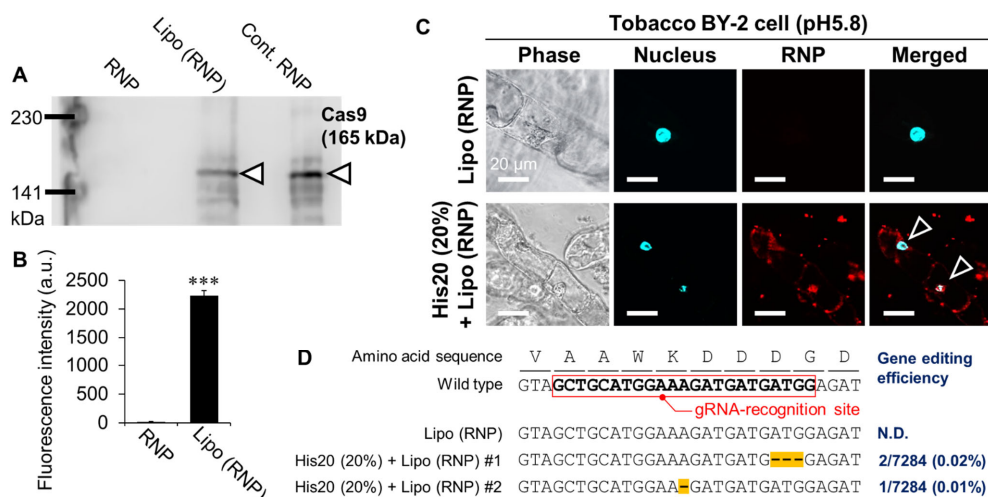 A
RNP
Lipo (RNP)
Cont. RNP
230
141
kDa
Cas9
(165 kDa)
B
Fluorescence intensity (a.u.)
2500
2000
1500
1000
500
0
***
RNP
Lipo (RNP)
C
Tobacco BY-2 cell (pH5.8)
Phase Nucleus RNP Merged
Lipo (RNP)
20 μm
His20 (20%)
+ Lipo (RNP)
D
Amino acid sequence V A A W K D D D G D
Gene editing
efficiency
Wild type GTAGCTGCATGGAAAGATGATGATGGAGAT
gRNA-recognition site
Lipo (RNP) GTAGCTGCATGGAAAGATGATGATGGAGAT N.D.
His20 (20%) + Lipo (RNP) #1 GTAGCTGCATGGAAAGATGATG---GAGAT 2/7284 (0.02%)
His20 (20%) + Lipo (RNP) #2 GTAGCTGCATGGAA-GATGATGATGGAGAT 1/7284 (0.01%)